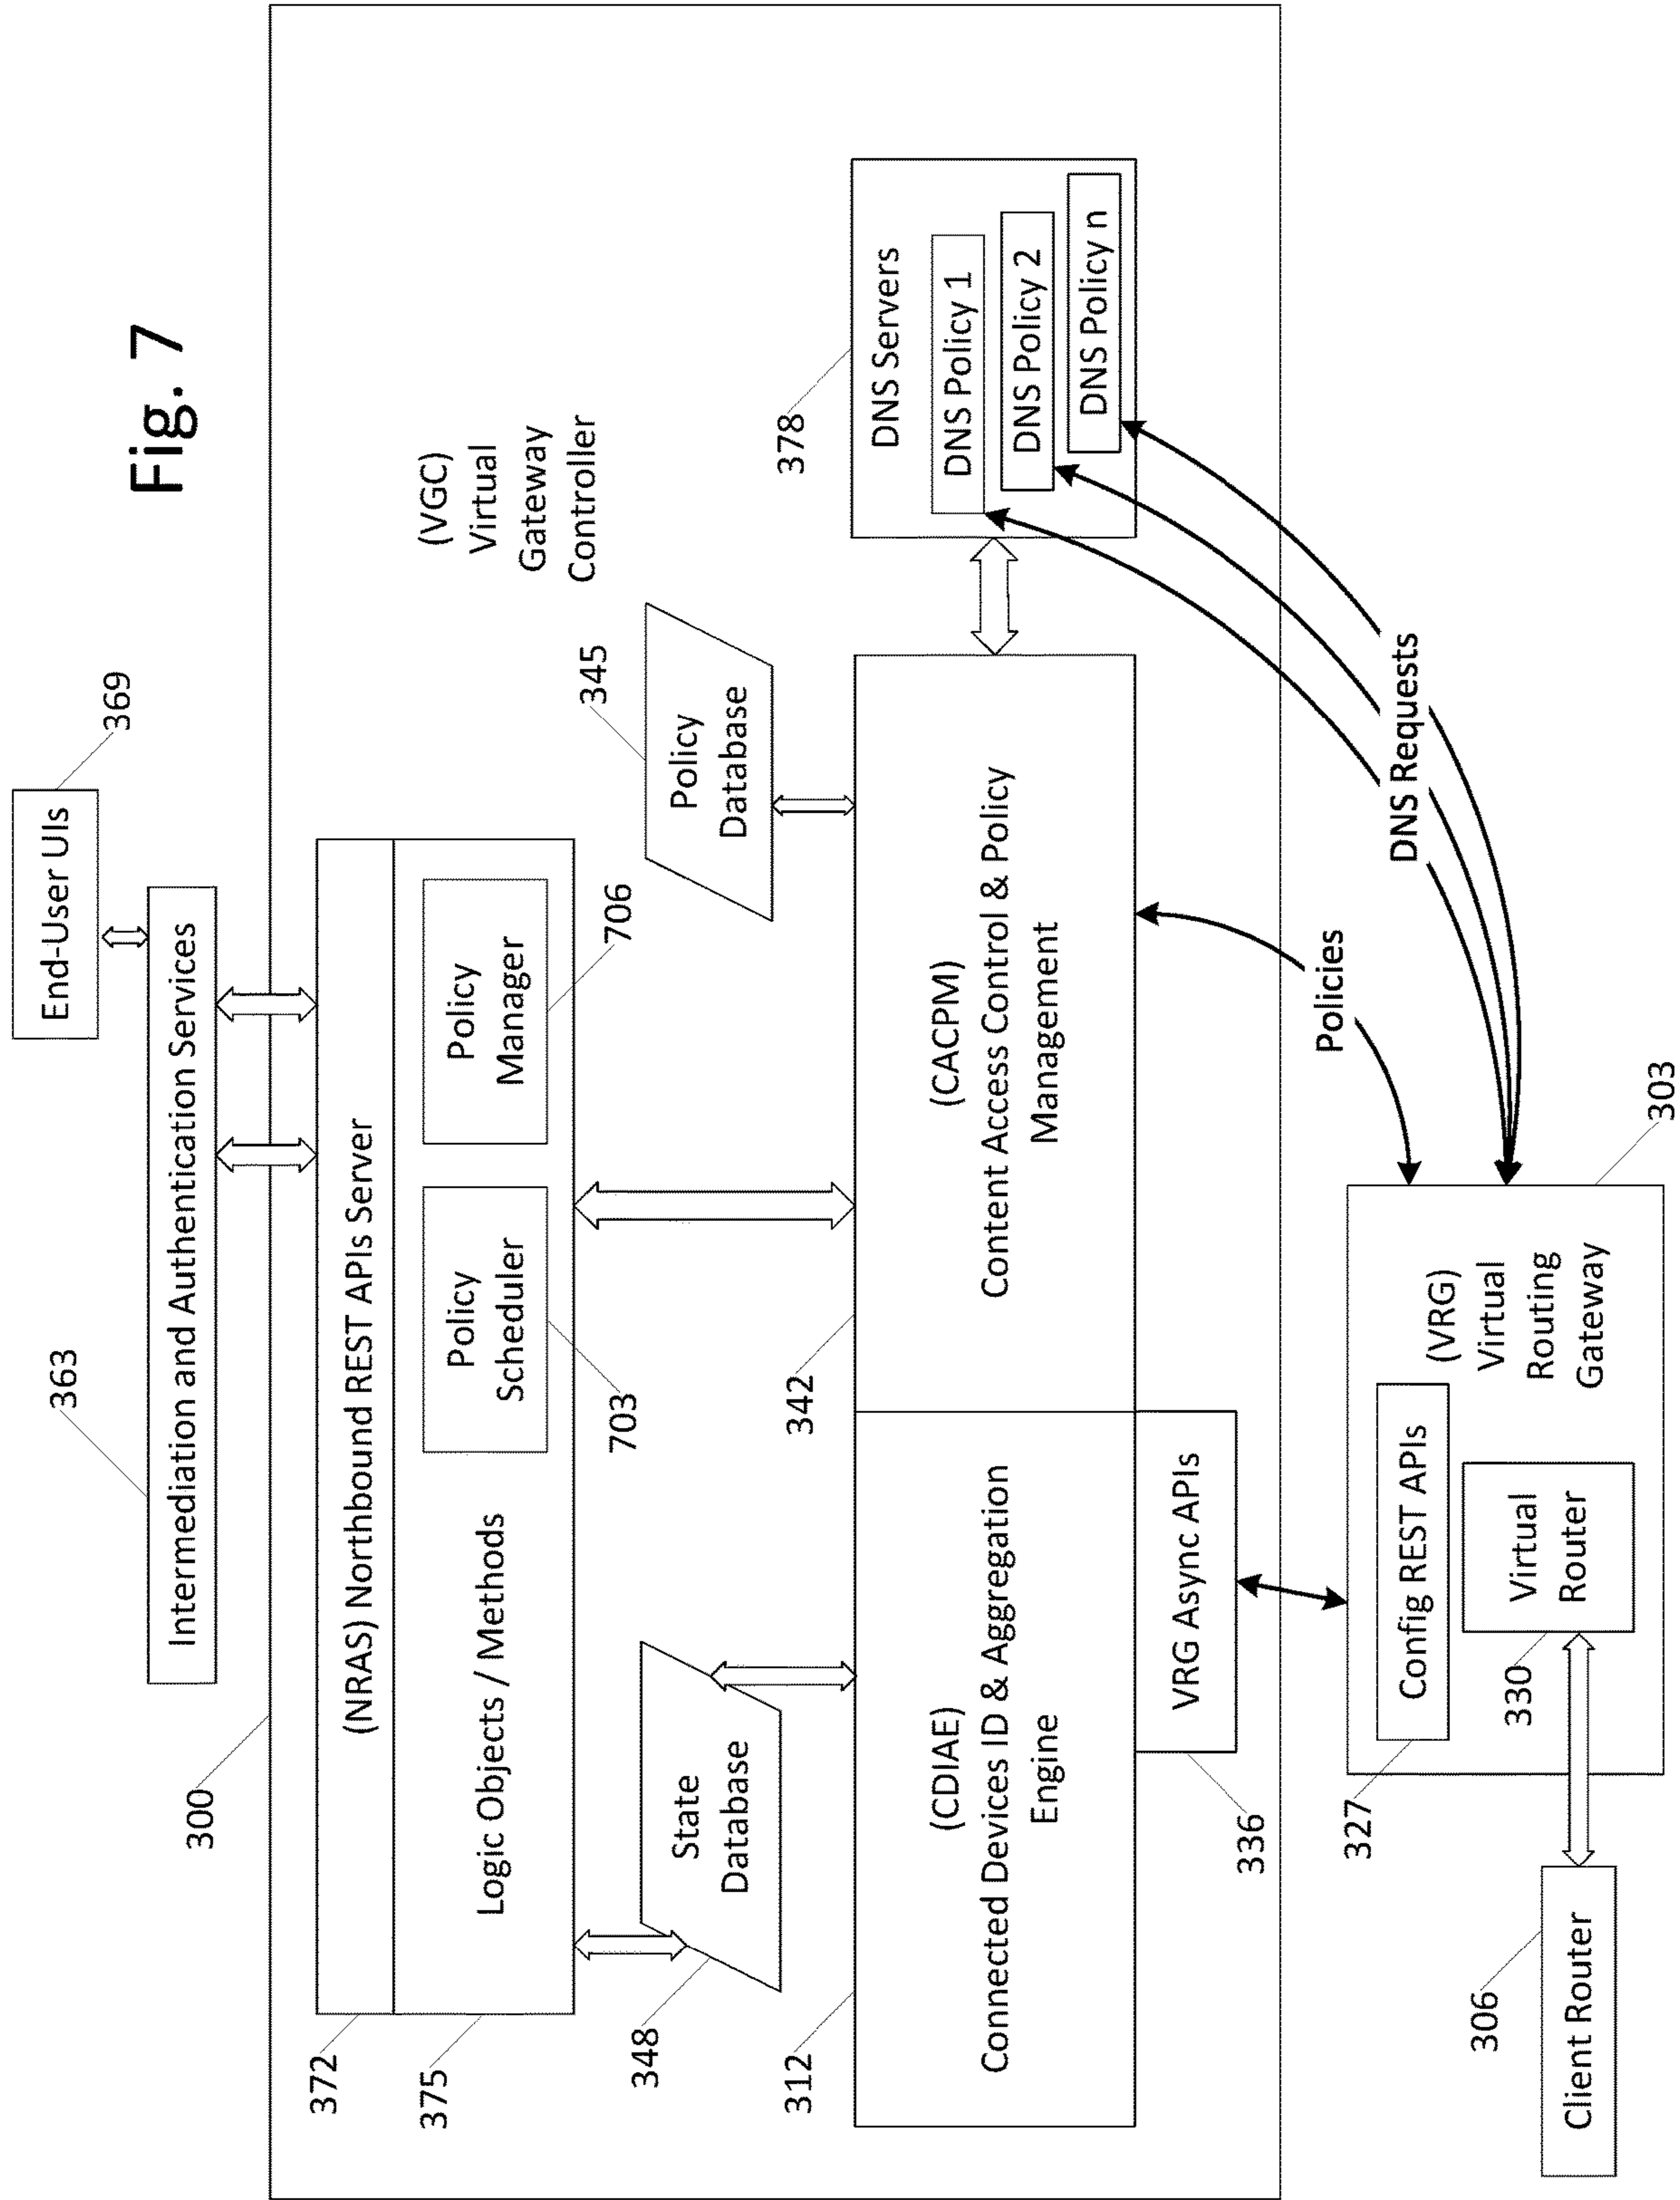 Fig. 7
End-User UIs
369
363
Intermediation and Authentication Services
300
(VGC)
Virtual
Gateway
Controller
372
(NRAS) Northbound REST APIs Server
375
Logic Objects / Methods
Policy
Scheduler
703
Policy
Manager
706
348
State
Database
345
Policy
Database
312
(CDIAE)
Connected Devices ID & Aggregation
Engine
342
(CACPM)
Content Access Control & Policy
Management
378
DNS Servers
DNS Policy 1
DNS Policy 2
DNS Policy n
336
VRG Async APIs
Policies
DNS Requests
327
Config REST APIs
330
Virtual
Router
(VRG)
Virtual
Routing
Gateway
303
306
Client Router